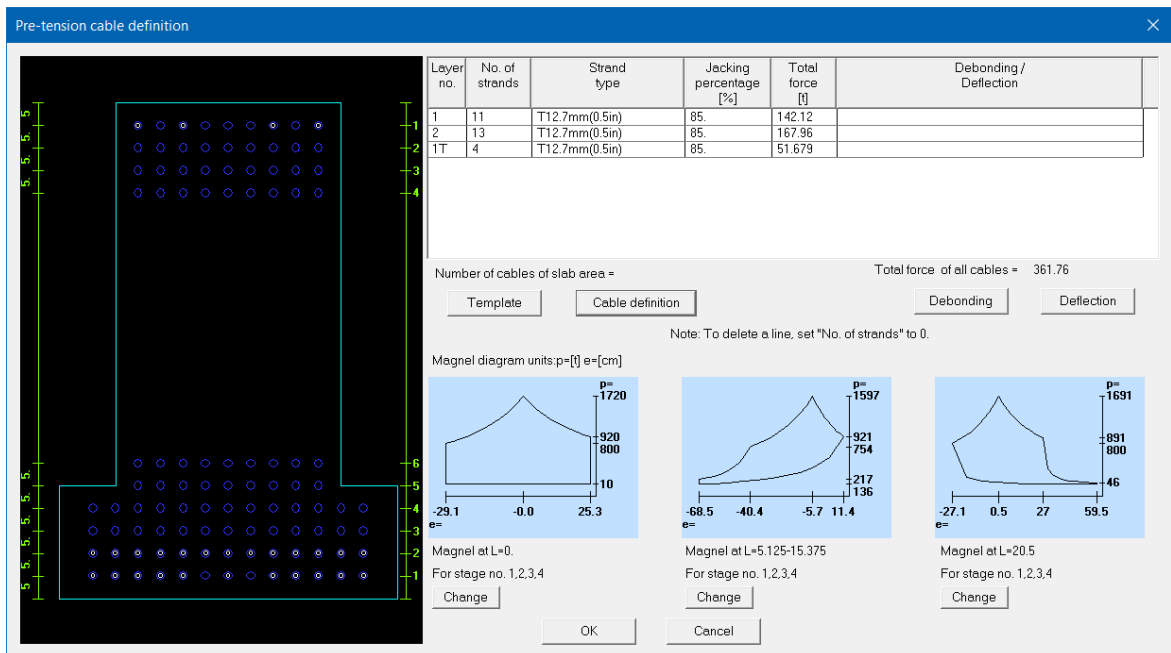 Pre-tension cable definition
Layer no. No. of strands Strand type Jacking percentage [%] Total force [t] Debonding / Deflection
1 11 T12.7mm(0.5in) 85. 142.12
2 13 T12.7mm(0.5in) 85. 167.96
1T 4 T12.7mm(0.5in) 85. 51.679
5. 5. 5. 5.
1
2
3
4
5. 5. 5. 5. 5. 5.
6
5
4
3
2
1
Number of cables of slab area = Total force of all cables = 361.76
Template Cable definition Debonding Deflection
Note: To delete a line, set "No. of strands" to 0.
Magnel diagram units:p=[t] e=[cm]
p=
1720
920
800
10
-29.1 -0.0 25.3
e=
p=
1597
921
754
217
136
-68.5 -40.4 -5.7 11.4
e=
p=
1691
891
800
46
-27.1 0.5 27 59.5
e=
Magnel at L=0. Magnel at L=5.125-15.375 Magnel at L=20.5
For stage no. 1,2,3,4 For stage no. 1,2,3,4 For stage no. 1,2,3,4
Change Change Change
OK Cancel